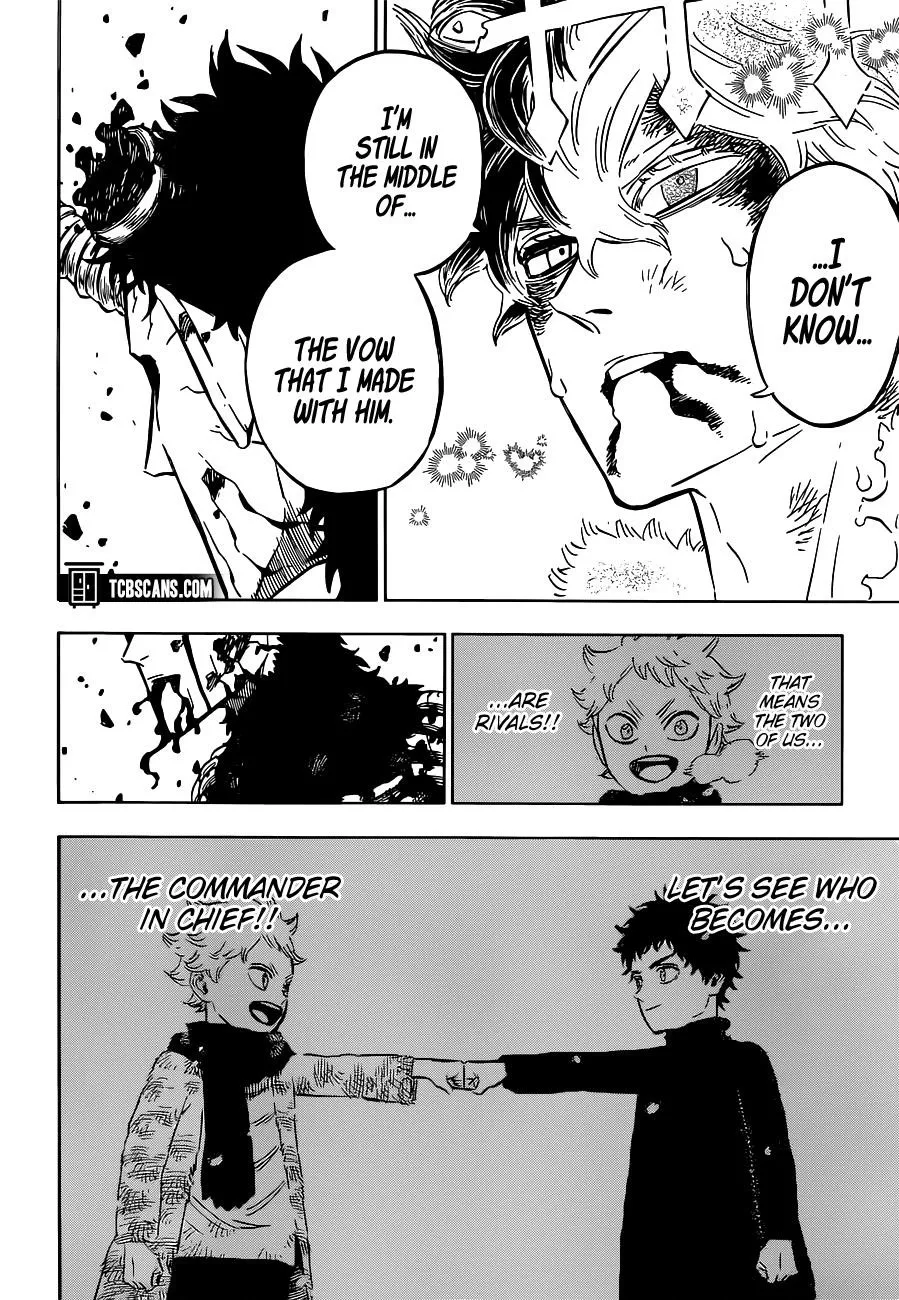 ...I
DON'T
KNOW...
I'M
STILL IN
THE MIDDLE
OF...
THE VOW
THAT I MADE
WITH HIM.
TCBSCANS.COM
THAT
MEANS
THE TWO
OF US...
...ARE
RIVALS!!
LET'S SEE WHO
BECOMES...
...THE COMMANDER
IN CHIEF!!